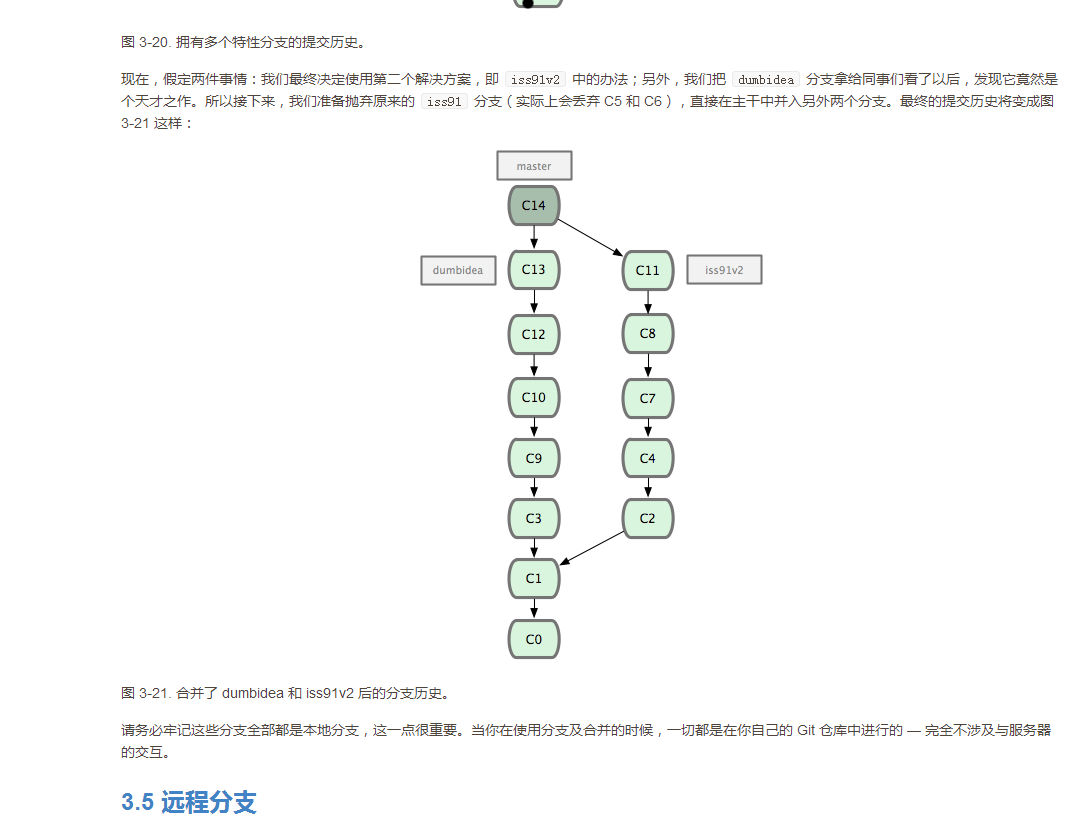 图 3-20. 拥有多个特性分支的提交历史。
现在，假定两件事情：我们最终决定使用第二个解决方案，即 iss91v2 中的办法；另外，我们把 dumbidea 分支拿给同事们看了以后，发现它竟然是
个天才之作。所以接下来，我们准备抛弃原来的 iss91 分支（实际上会丢弃 C5 和 C6），直接在主干中并入另外两个分支。最终的提交历史将变成图
3-21 这样：
master
C14
dumbidea C13 C11 iss91v2
C12 C8
C10 C7
C9 C4
C3 C2
C1
C0
图 3-21. 合并了 dumbidea 和 iss91v2 后的分支历史。
请务必牢记这些分支全部都是本地分支，这一点很重要。当你在使用分支及合并的时候，一切都是在你自己的 Git 仓库中进行的 — 完全不涉及与服务器
的交互。
3.5 远程分支